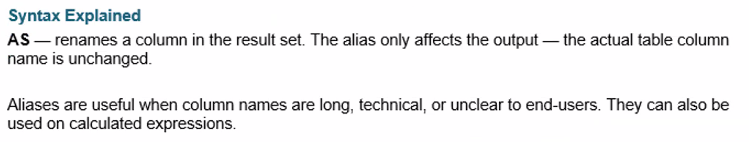 Syntax Explained
AS — renames a column in the result set. The alias only affects the output — the actual table column
name is unchanged.
Aliases are useful when column names are long, technical, or unclear to end-users. They can also be
used on calculated expressions.